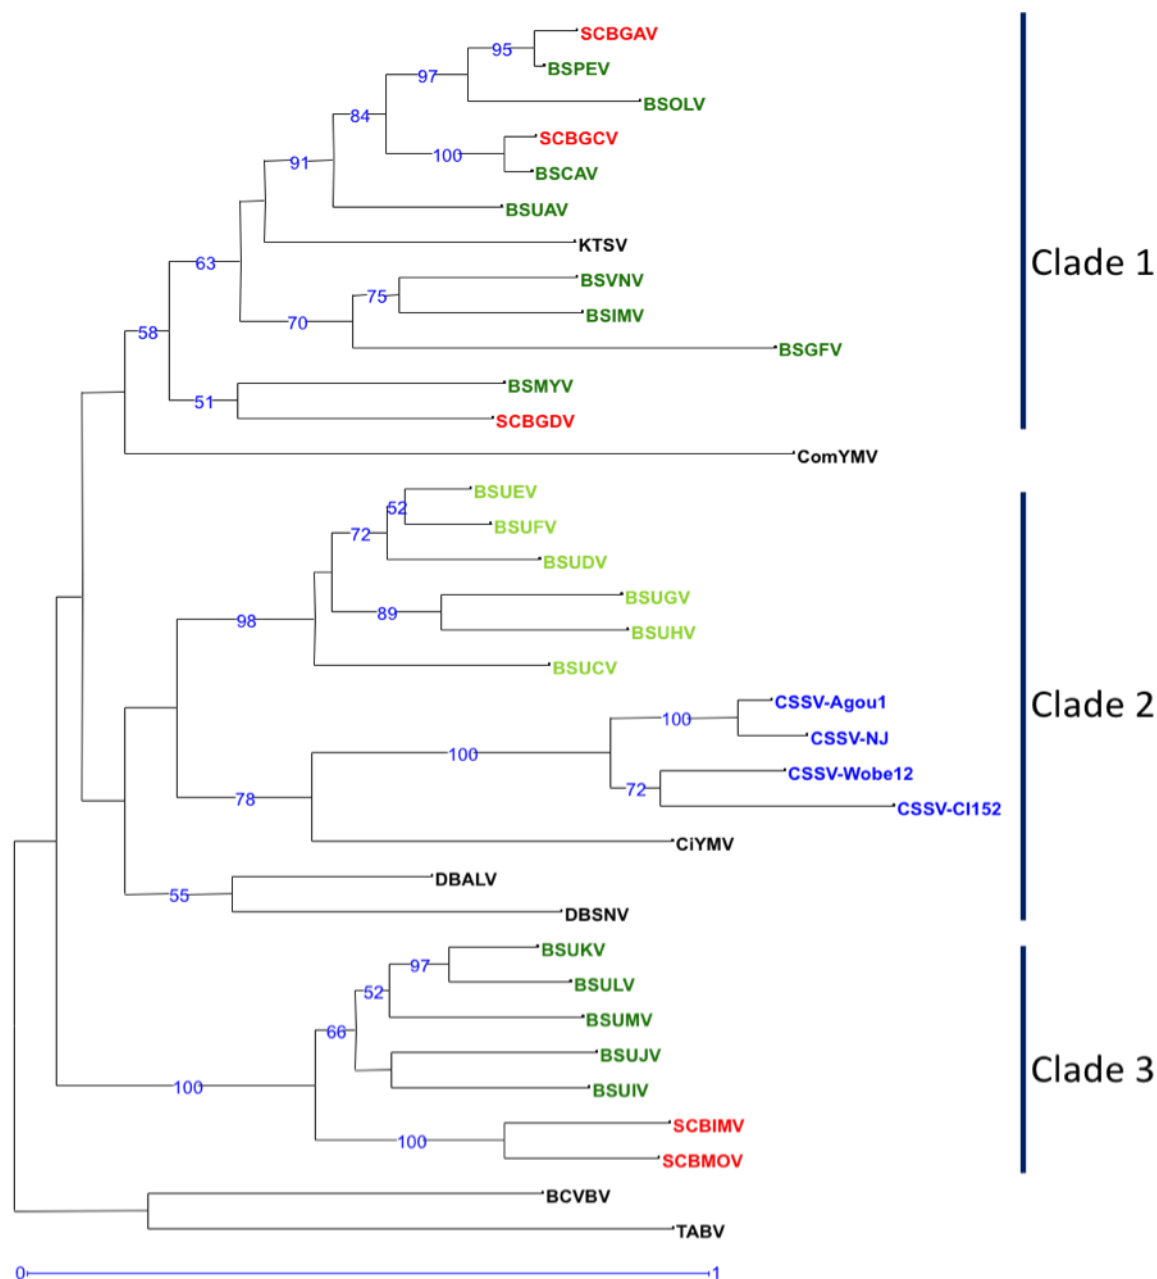 SCBGAV
95
BSPEV
97
BSOLV
84
SCBGCV
100
91
BSCAV
BSUAV
KTSV
63
Clade 1
BSVNV
75
BSIMV
70
58
BSGFV
BSMYV
51
SCBGDV
ComYMV
BSUEV
52
BSUFV
72
BSUDV
BSUGV
89
98
BSUHV
BSUCV
CSSV-Agou1
Clade 2
100
CSSV-NJ
100
CSSV-Wobe12
72
78
CSSV-CI152
CiYMV
DBALV
55
DBSNV
BSUKV
97
BSULV
52
BSUMV
66
BSUJV
Clade 3
100
BSUIV
SCBIMV
100
SCBMOV
BCVBV
TABV
0 1